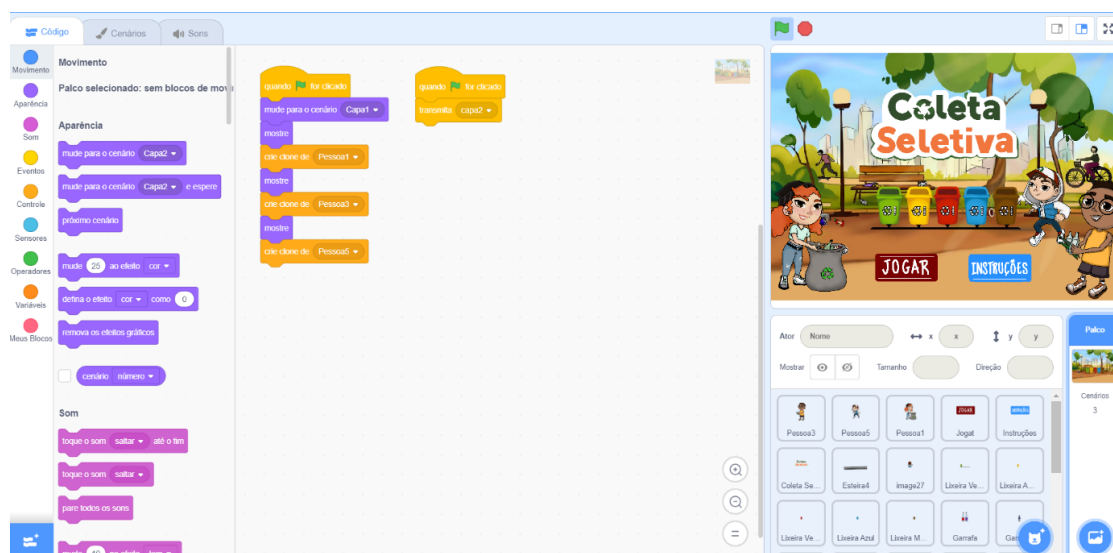 Código
Cenários
Sons
Movimento
Aparência
Som
Eventos
Controle
Sensores
Operadores
Variáveis
Meus Blocos
Movimento
Palco selecionado: sem blocos de mov
Aparência
mude para o cenário Capa2
mude para o cenário Capa2 e espere
próximo cenário
mude 25 ao efeito cor
defina o efeito cor como 0
remova os efeitos gráficos
cenário número
Som
toque o som saltar até o fim
toque o som saltar
pare todos os sons
quando for clicado
mude para o cenário Capa1
mostre
crie clone de Pessoa1
mostre
crie clone de Pessoa3
mostre
crie clone de Pessoa5
quando for clicado
transmita capa2
Coleta
Seletiva
JOGAR
INSTRUÇÕES
Ator Nome x x y y
Mostrar Tamanho Direção
Pessoa3 Pessoa5 Pessoa1 Jogat Instruções
Coleta Se... Esteira4 image27 Lixeira Ve... Lixeira A...
Lixeira Ve... Lixeira Azul Lixeira M... Garrafa
Palco
Cenários
3